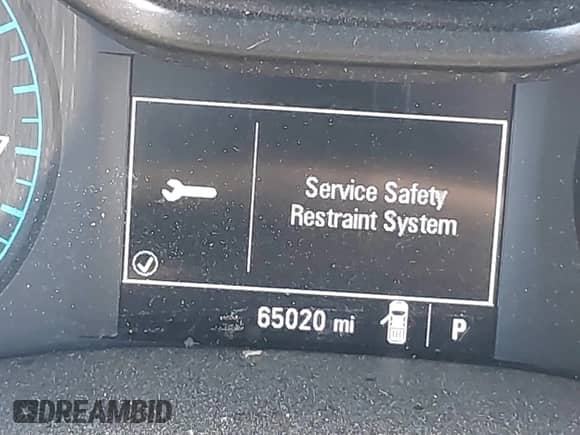 Service Safety
Restraint System
65020 mi
P
DREAMBID